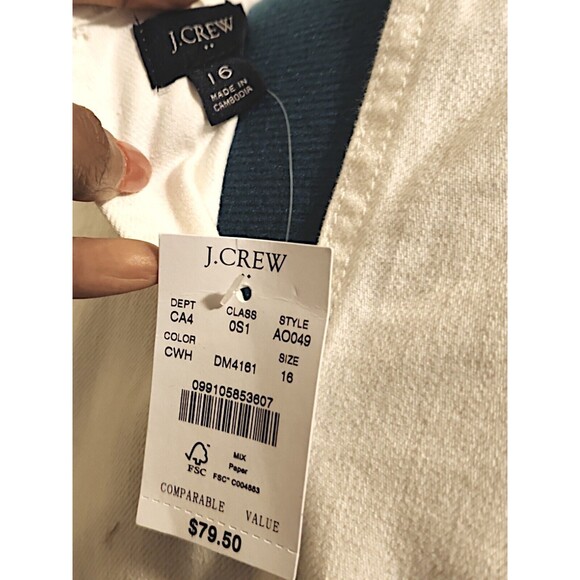 J.CREW
16
MADE IN
CAMBODIA
J.CREW
DEPT CLASS STYLE
CA4 0S1 AO049
COLOR SIZE
CWH DM4161 16
099105853607
FSC
MIX
Paper
FSC® C004863
COMPARABLE VALUE
$79.50